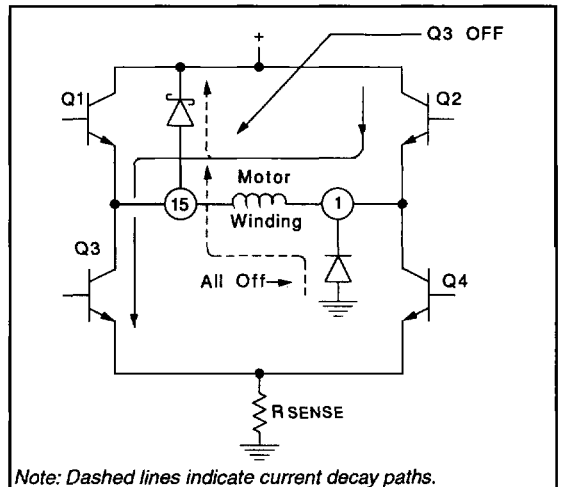 +
Q3 OFF
Q1
Q2
Motor
15
1
Winding
Q3
All Off
Q4
RSENSE
Note: Dashed lines indicate current decay paths.